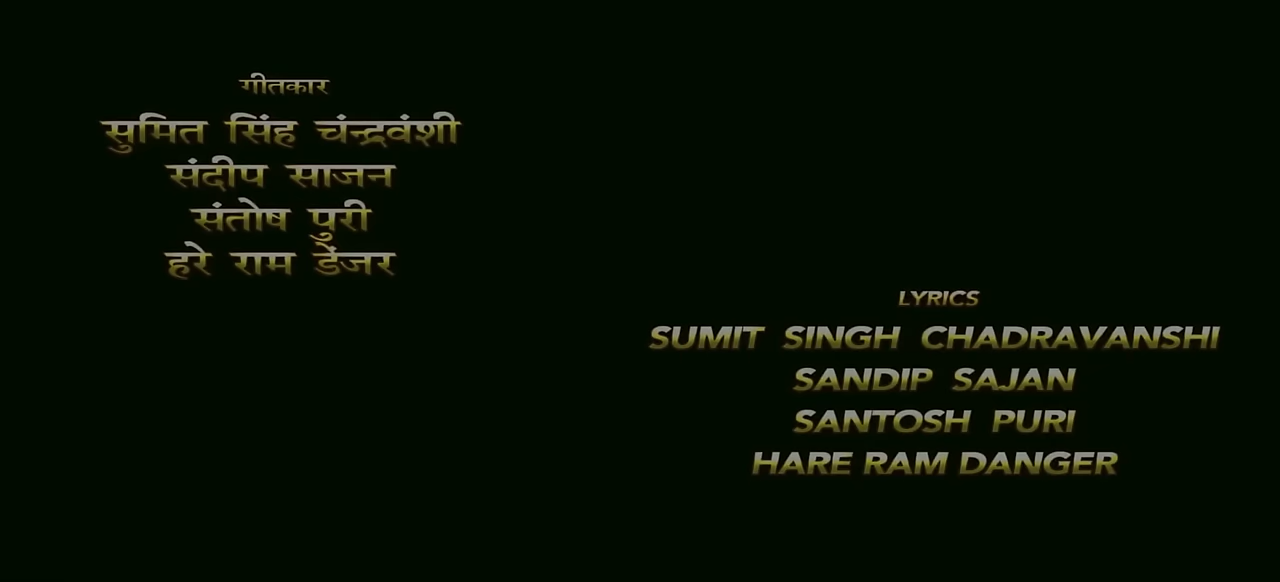 गीतकार
सुमित सिंह चंन्द्रवंशी
संदीप साजन
संतोष पुरी
हरे राम डेंजर
LYRICS
SUMIT SINGH CHADRAVANSHI
SANDIP SAJAN
SANTOSH PURI
HARE RAM DANGER